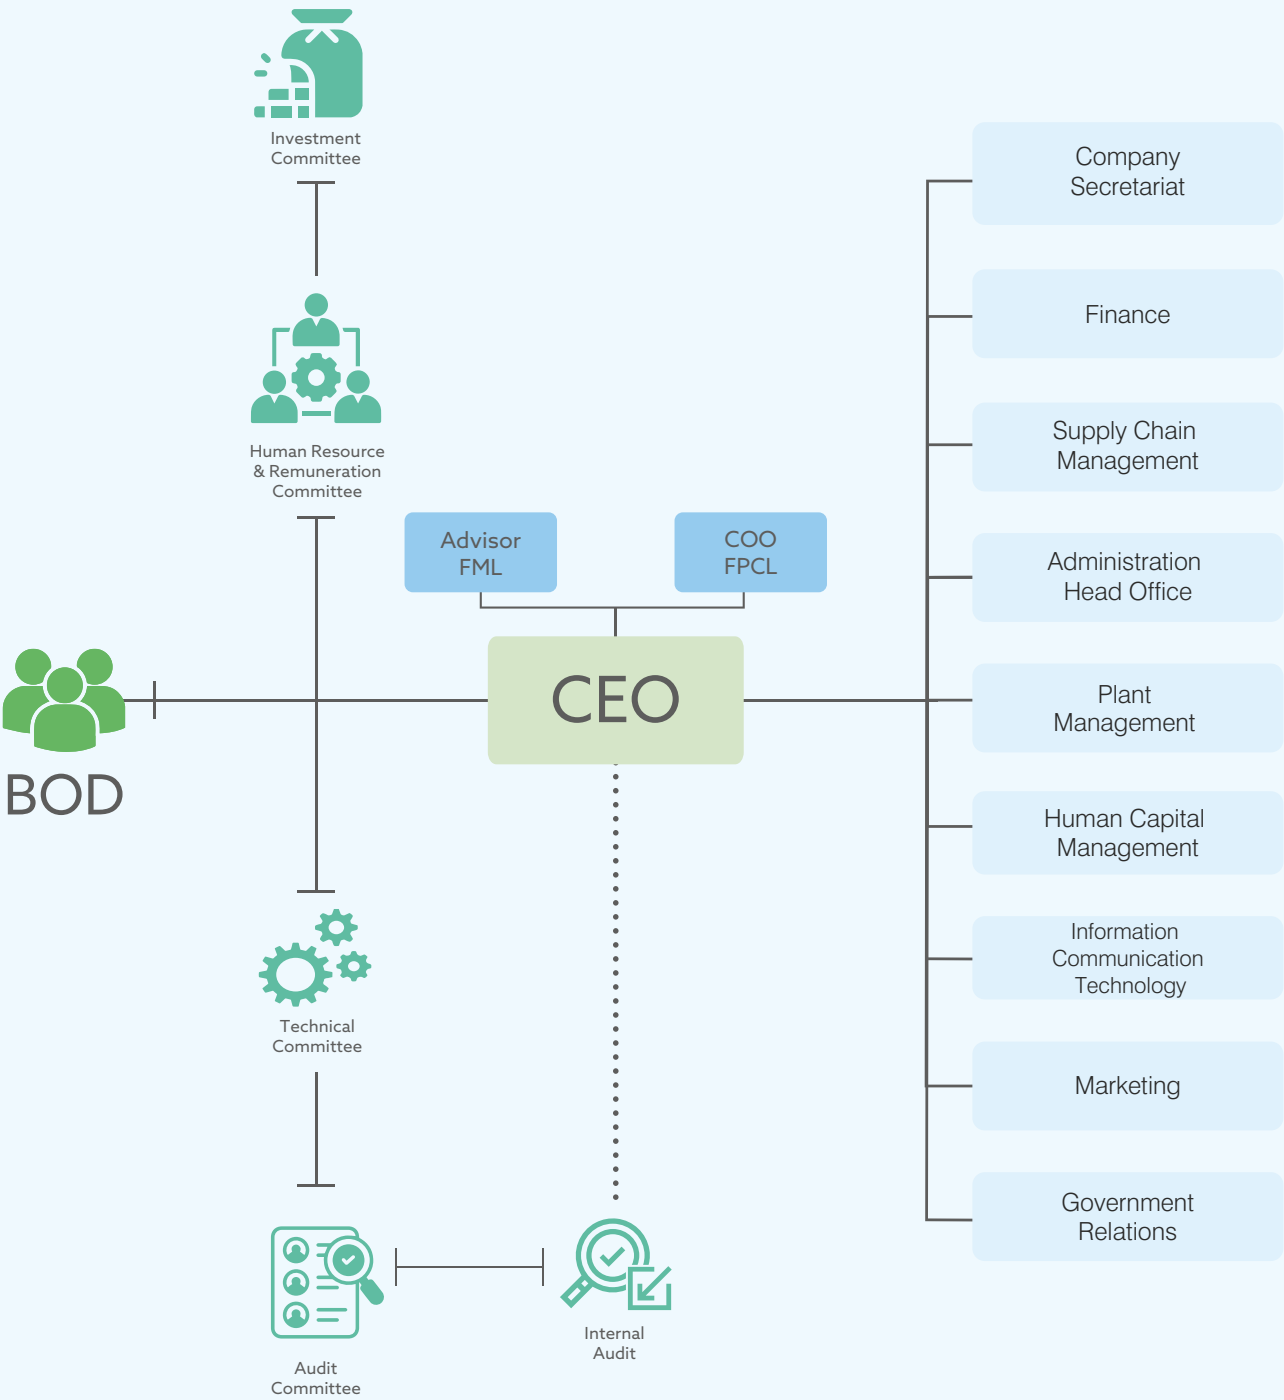 Investment
Committee
Human Resource
& Remuneration
Committee
Advisor
FML
COO
FPCL
BOD
CEO
Technical
Committee
Audit
Committee
Internal
Audit
Company
Secretariat
Finance
Supply Chain
Management
Administration
Head Office
Plant
Management
Human Capital
Management
Information
Communication
Technology
Marketing
Government
Relations